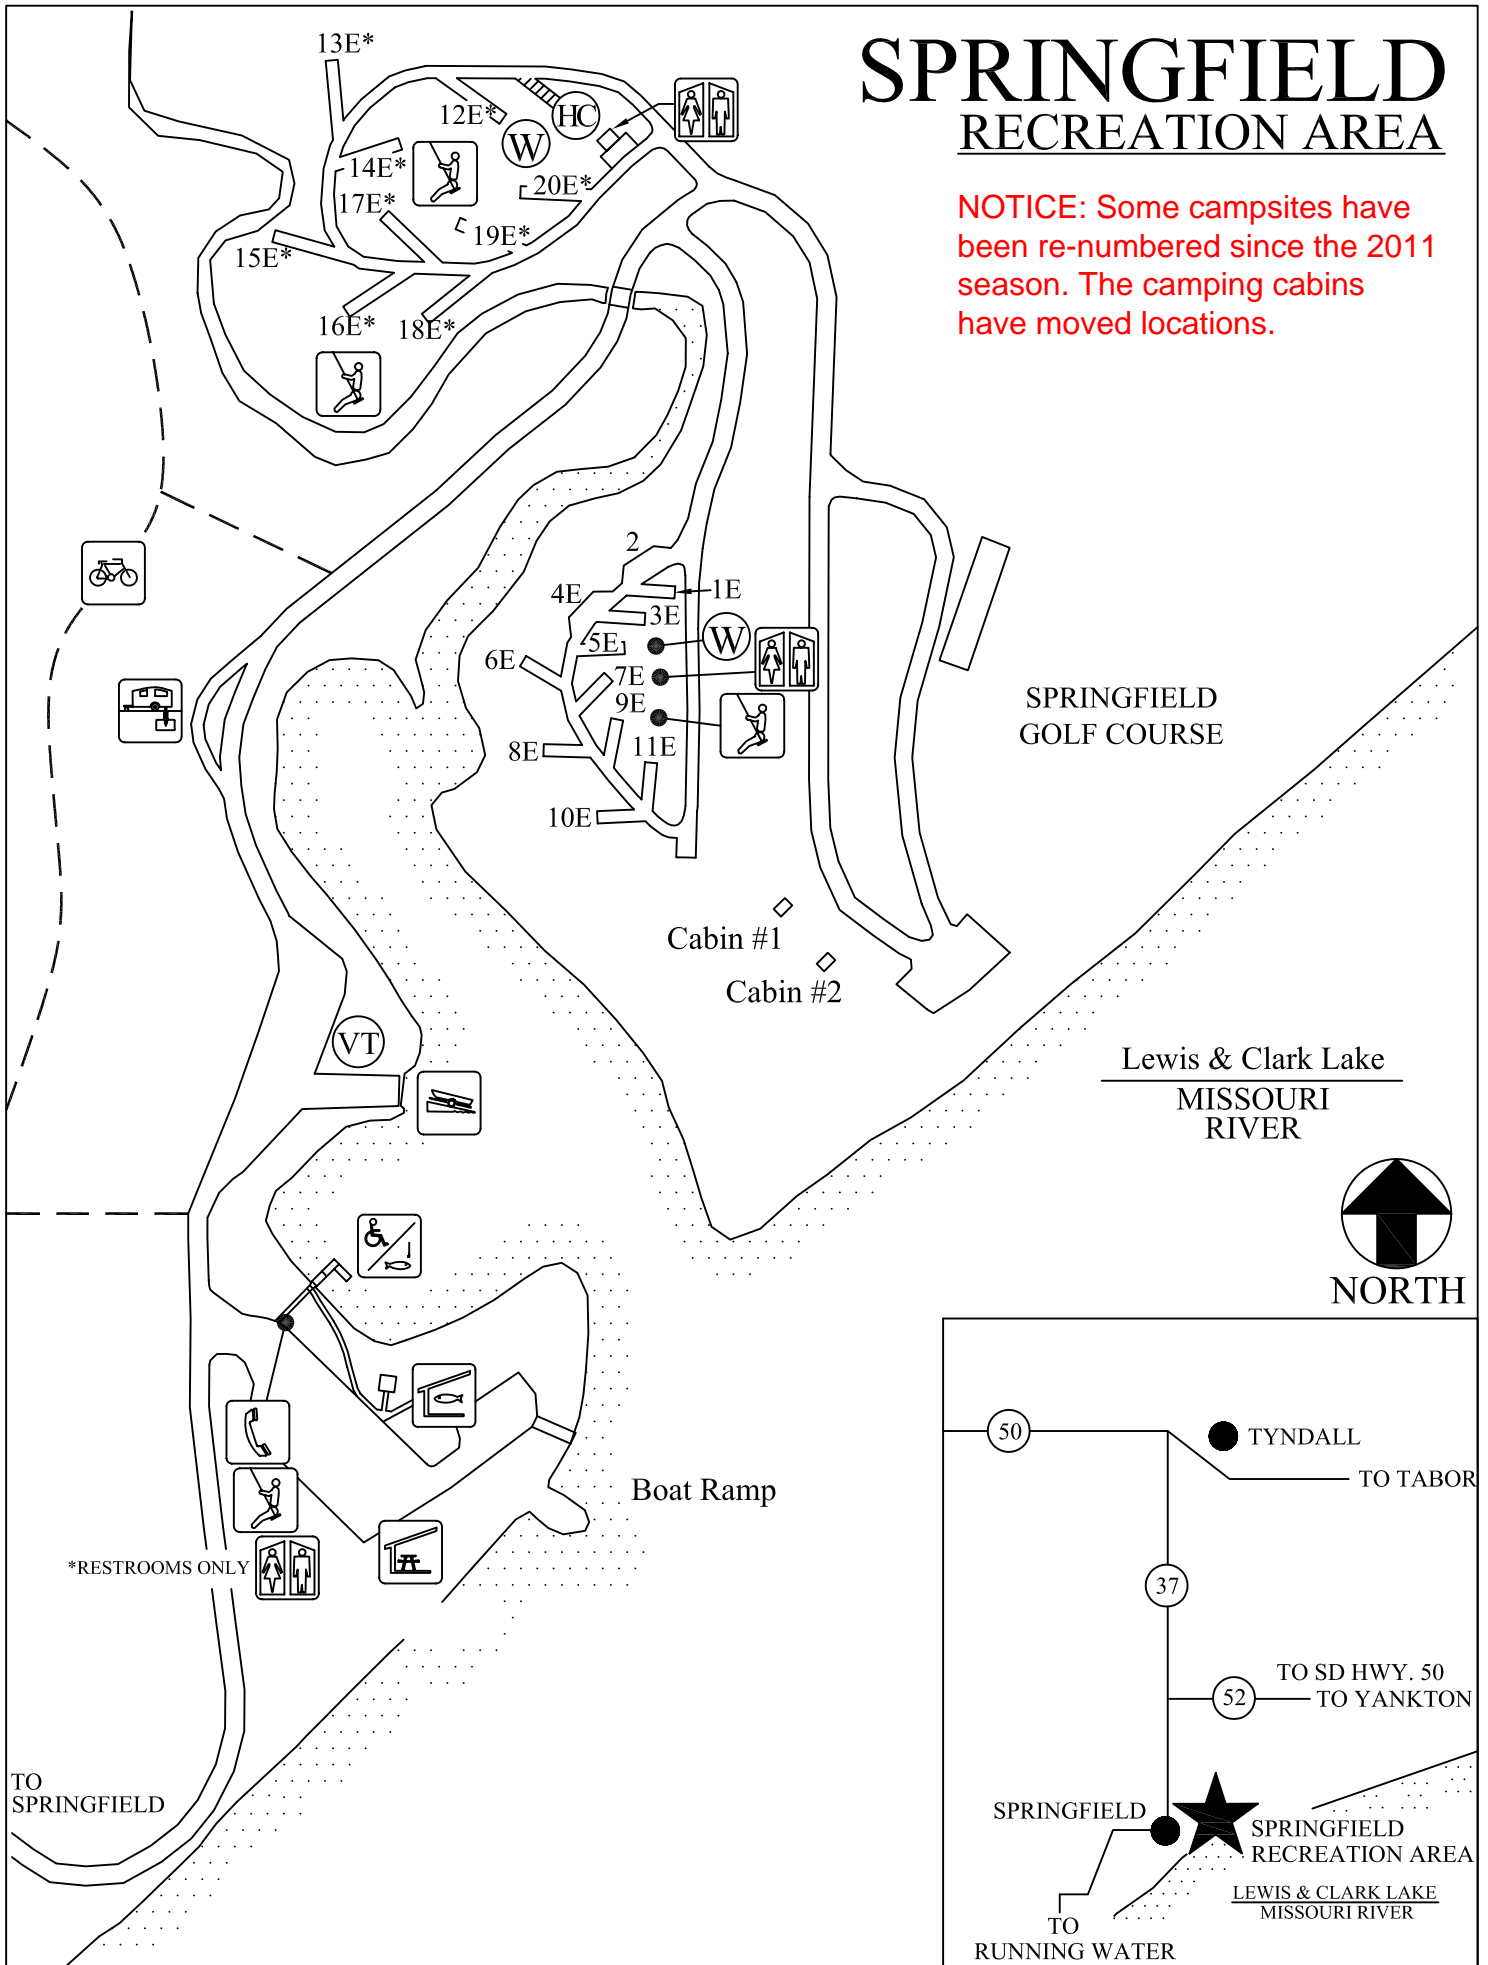 SPRINGFIELD
RECREATION AREA
NOTICE: Some campsites have
been re-numbered since the 2011
season. The camping cabins
have moved locations.
13E*
12E*
HC
W
14E*
20E*
17E*
19E*
15E*
16E*
18E*
2
4E
1E
3E
W
5E
6E
7E
9E
8E
11E
10E
SPRINGFIELD
GOLF COURSE
Cabin #1
Cabin #2
VT
Lewis & Clark Lake
MISSOURI
RIVER
NORTH
Boat Ramp
*RESTROOMS ONLY
TO
SPRINGFIELD
50
TYNDALL
TO TABOR
37
TO SD HWY. 50
52
TO YANKTON
SPRINGFIELD
SPRINGFIELD
RECREATION AREA
LEWIS & CLARK LAKE
MISSOURI RIVER
TO
RUNNING WATER